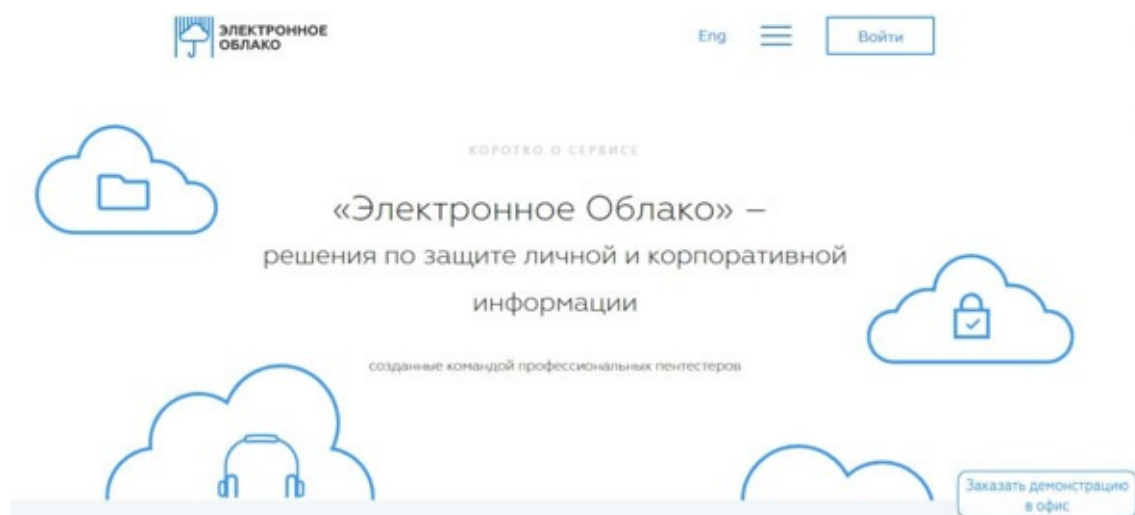 ЭЛЕКТРОННОЕ
ОБЛАКО
Eng
Войти
КОРОТКО О СЕРВИСЕ
«Электронное Облако» –
решения по защите личной и корпоративной
информации
созданные командой профессиональных пентестеров
Заказать демонстрацию
в офис